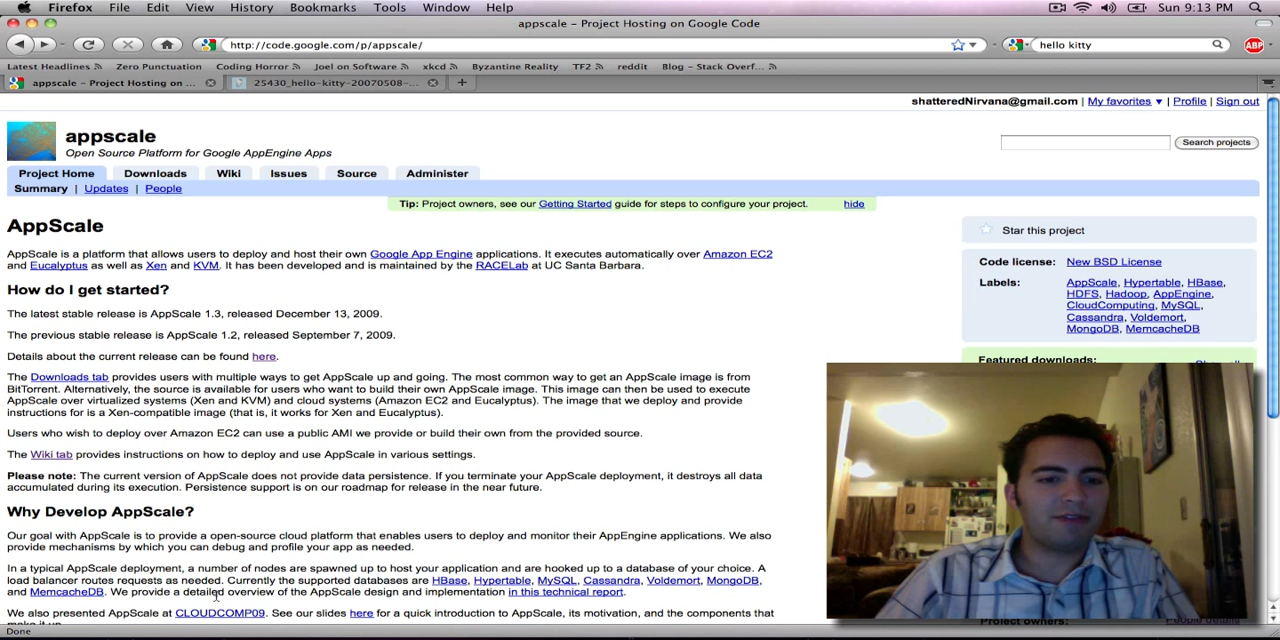 Firefox File Edit View History Bookmarks Tools Window Help Sun 9:13 PM
appscale – Project Hosting on Google Code
http://code.google.com/p/appscale/ hello kitty ABP
Latest Headlines Zero Punctuation Coding Horror Joel on Software xkcd Byzantine Reality TF2 reddit Blog – Stack Overf...
appscale – Project Hosting on ... 25430_hello-kitty-20070508-...
shatteredNirvana@gmail.com | My favorites ▼ | Profile | Sign out
appscale
Open Source Platform for Google AppEngine Apps
Search projects
Project Home Downloads Wiki Issues Source Administer
Summary | Updates | People
Tip: Project owners, see our Getting Started guide for steps to configure your project. hide
AppScale
AppScale is a platform that allows users to deploy and host their own Google App Engine applications. It executes automatically over Amazon EC2
and Eucalyptus as well as Xen and KVM. It has been developed and is maintained by the RACELab at UC Santa Barbara.
How do I get started?
The latest stable release is AppScale 1.3, released December 13, 2009.
The previous stable release is AppScale 1.2, released September 7, 2009.
Details about the current release can be found here.
The Downloads tab provides users with multiple ways to get AppScale up and going. The most common way to get an AppScale image is from
BitTorrent. Alternatively, the source is available for users who want to build their own AppScale image. This image can then be used to execute
AppScale over virtualized systems (Xen and KVM) and cloud systems (Amazon EC2 and Eucalyptus). The image that we deploy and provide
instructions for is a Xen-compatible image (that is, it works for Xen and Eucalyptus).
Users who wish to deploy over Amazon EC2 can use a public AMI we provide or build their own from the provided source.
The Wiki tab provides instructions on how to deploy and use AppScale in various settings.
Please note: The current version of AppScale does not provide data persistence. If you terminate your AppScale deployment, it destroys all data
accumulated during its execution. Persistence support is on our roadmap for release in the near future.
Why Develop AppScale?
Our goal with AppScale is to provide a open-source cloud platform that enables users to deploy and monitor their AppEngine applications. We also
provide mechanisms by which you can debug and profile your app as needed.
In a typical AppScale deployment, a number of nodes are spawned up to host your application and are hooked up to a database of your choice. A
load balancer routes requests as needed. Currently the supported databases are HBase, Hypertable, MySQL, Cassandra, Voldemort, MongoDB,
and MemcacheDB. We provide a detailed overview of the AppScale design and implementation in this technical report.
We also presented AppScale at CLOUDCOMP09. See our slides here for a quick introduction to AppScale, its motivation, and the components that
make it up.
Star this project
Code license: New BSD License
Labels: AppScale, Hypertable, HBase,
HDFS, Hadoop, AppEngine,
CloudComputing, MySQL,
Cassandra, Voldemort,
MongoDB, MemcacheDB
Featured downloads:
Done